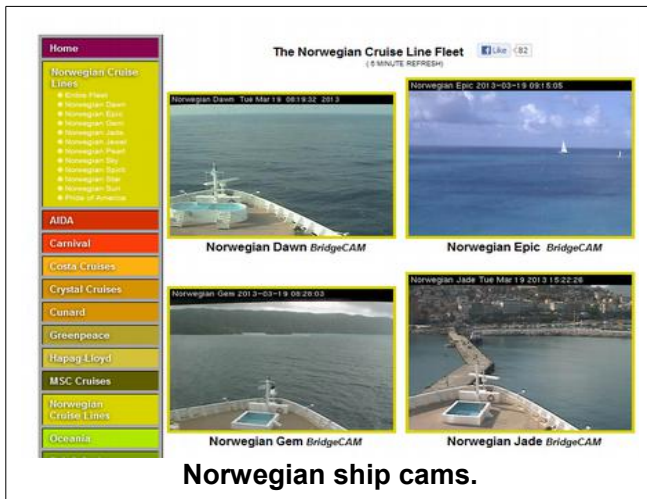 Home
Norwegian Cruise
Lines
Entire Fleet
Norwegian Dawn
Norwegian Epic
Norwegian Gem
Norwegian Jade
Norwegian Jewel
Norwegian Pearl
Norwegian Sky
Norwegian Spirit
Norwegian Star
Norwegian Sun
Pride of America
AIDA
Carnival
Costa Cruises
Crystal Cruises
Cunard
Greenpeace
Hapag-Lloyd
MSC Cruises
Norwegian
Cruise Lines
Oceania
The Norwegian Cruise Line Fleet
Like 82
( 5 MINUTE REFRESH)
Norwegian Dawn Tue Mar 19 08:19:32 2013
Norwegian Dawn BridgeCAM
Norwegian Epic 2013-03-19 09:15:05
Norwegian Epic BridgeCAM
Norwegian Gem 2013-03-19 08:26:03
Norwegian Gem BridgeCAM
Norwegian Jade Tue Mar 19 2013 15:22:26
Norwegian Jade BridgeCAM
Norwegian ship cams.